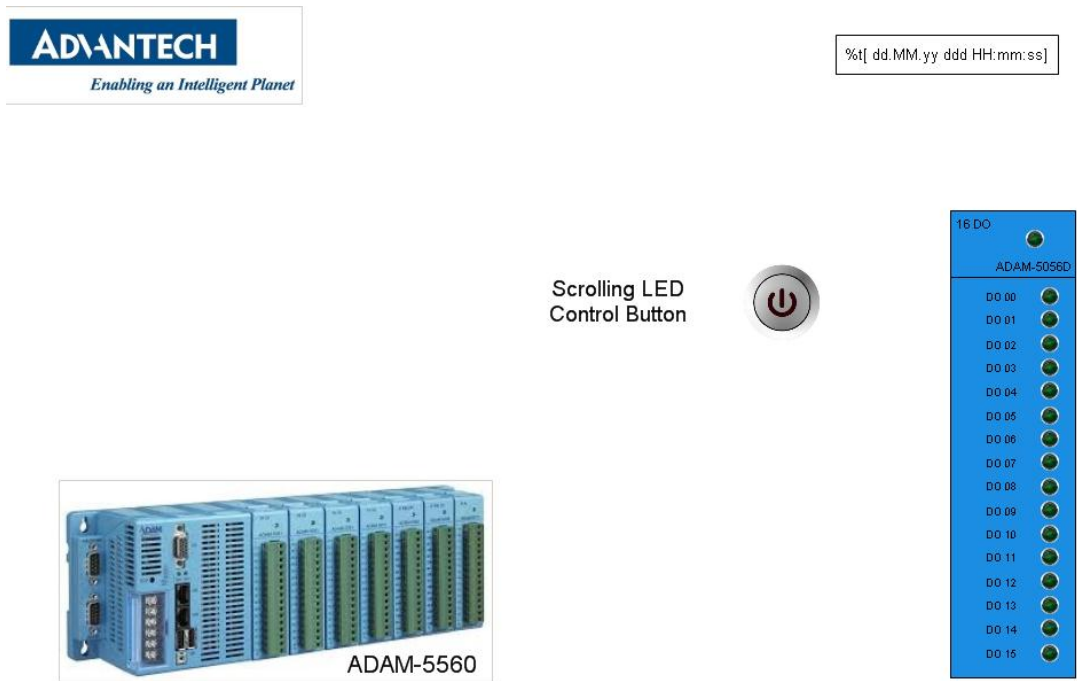 ADVANTECH
Enabling an Intelligent Planet
%t[ dd.MM.yy ddd HH:mm:ss]
16 DO
ADAM-5056D
Scrolling LED
Control Button
DO 00
DO 01
DO 02
DO 03
DO 04
DO 05
DO 06
DO 07
DO 08
DO 09
DO 10
DO 11
DO 12
DO 13
DO 14
DO 15
ADAM
ADAM-5560